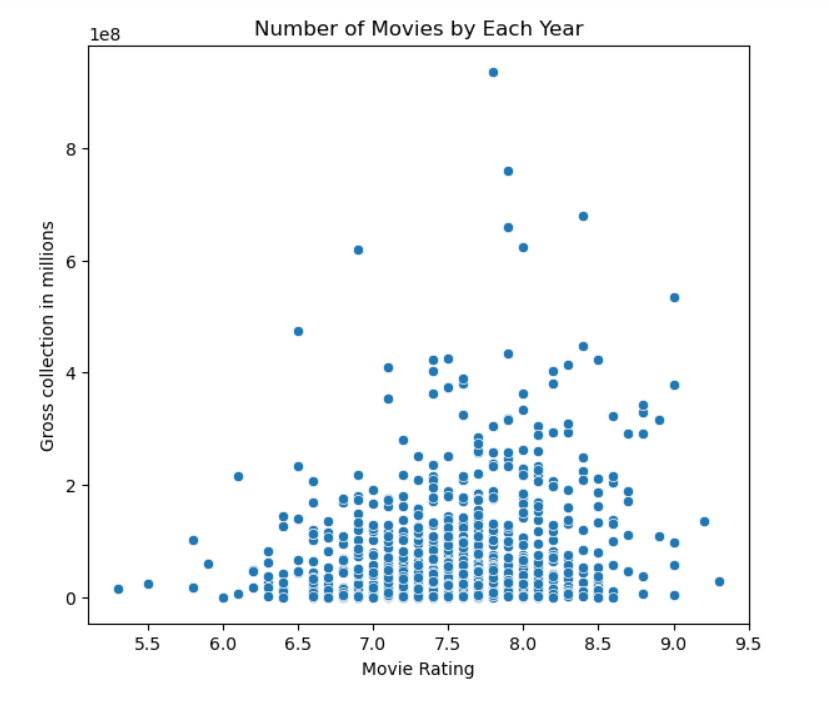 Number of Movies by Each Year
1e8
8
6
4
2
0
Gross collection in millions
5.5 6.0 6.5 7.0 7.5 8.0 8.5 9.0 9.5
Movie Rating